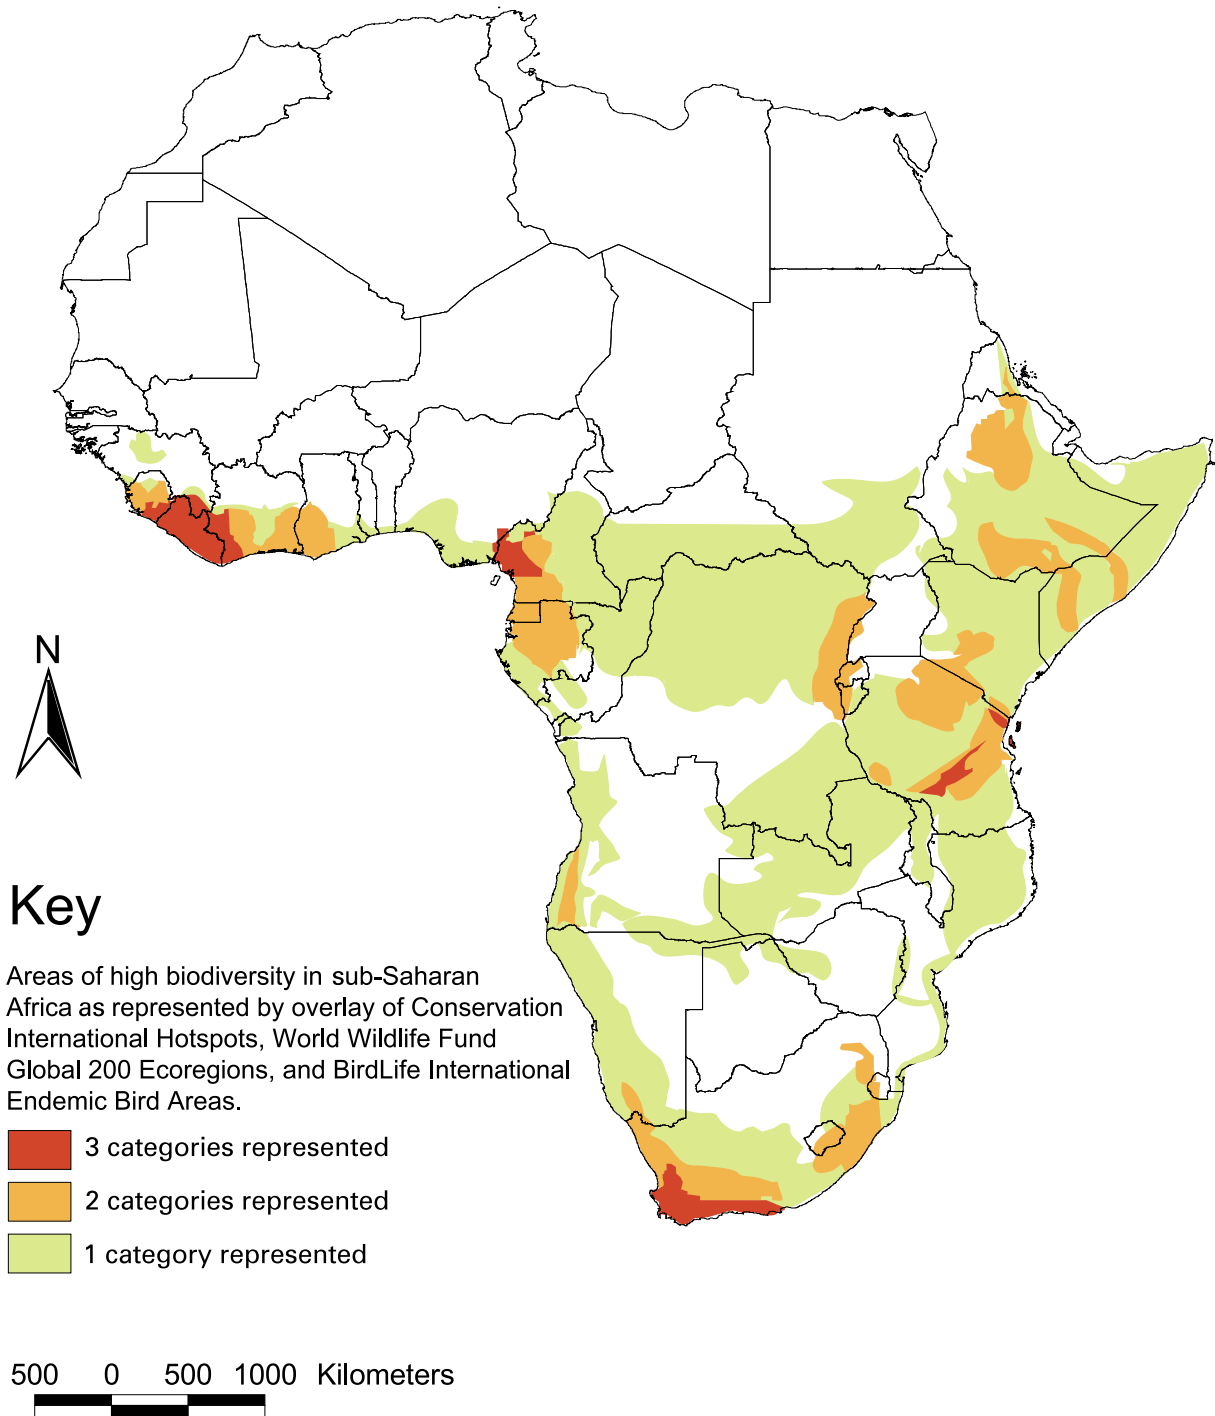 N
Key
Areas of high biodiversity in sub-Saharan
Africa as represented by overlay of Conservation
International Hotspots, World Wildlife Fund
Global 200 Ecoregions, and BirdLife International
Endemic Bird Areas.
3 categories represented
2 categories represented
1 category represented
500 0 500 1000 Kilometers